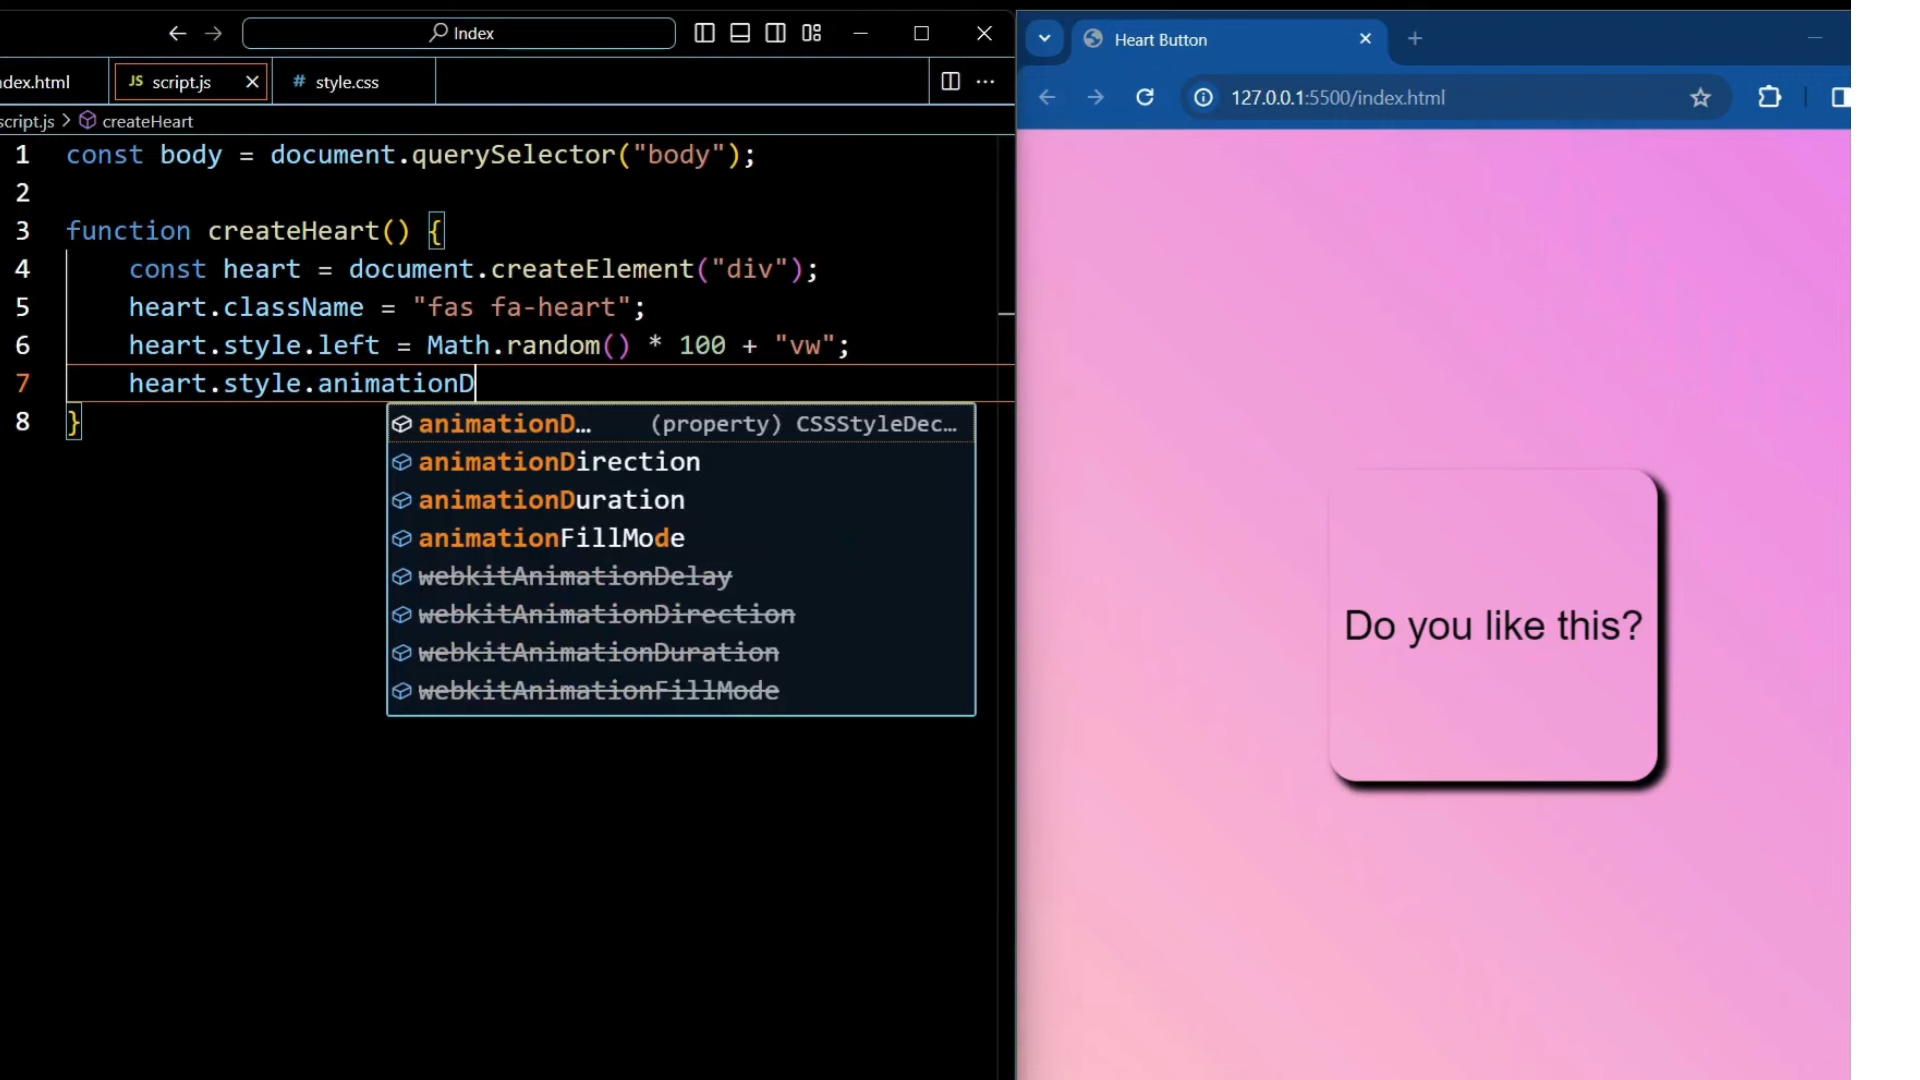 Index
ndex.html
JS script.js
# style.css
script.js > createHeart
1 const body = document.querySelector("body");
2
3 function createHeart() {
4 const heart = document.createElement("div");
5 heart.className = "fas fa-heart";
6 heart.style.left = Math.random() * 100 + "vw";
7 heart.style.animationD
8 }
animationD… (property) CSSStyleDec…
animationDirection
animationDuration
animationFillMode
webkitAnimationDelay
webkitAnimationDirection
webkitAnimationDuration
webkitAnimationFillMode
Heart Button
127.0.0.1:5500/index.html
Do you like this?